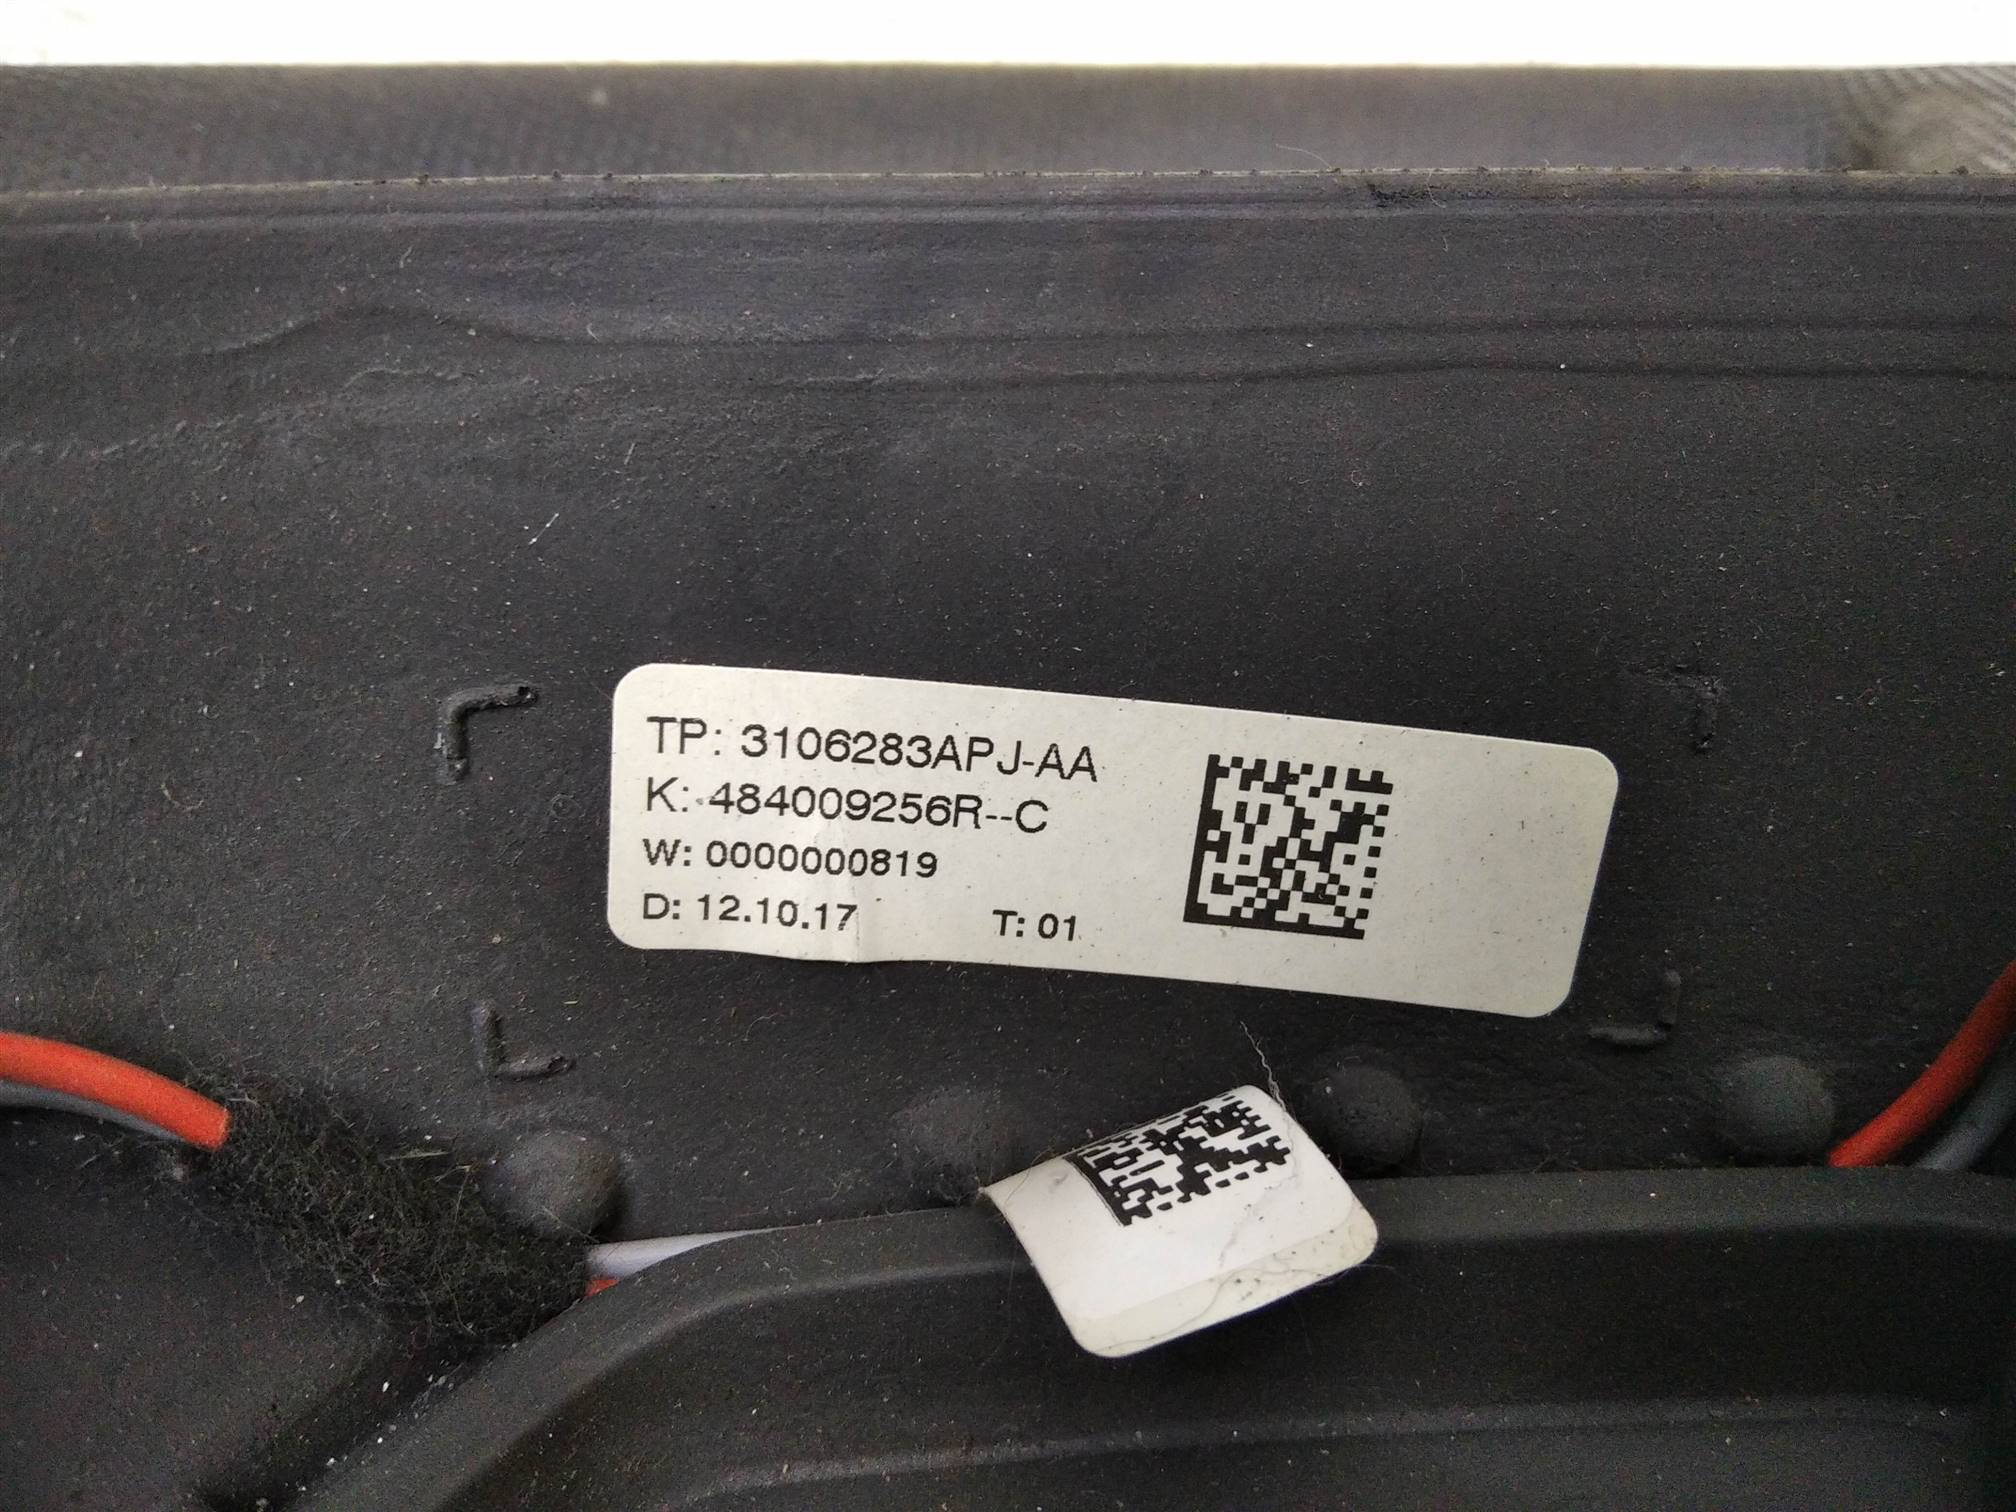 TP: 3106283APJ-AA
K: 484009256R--C
W: 0000000819
D: 12.10.17 T: 01